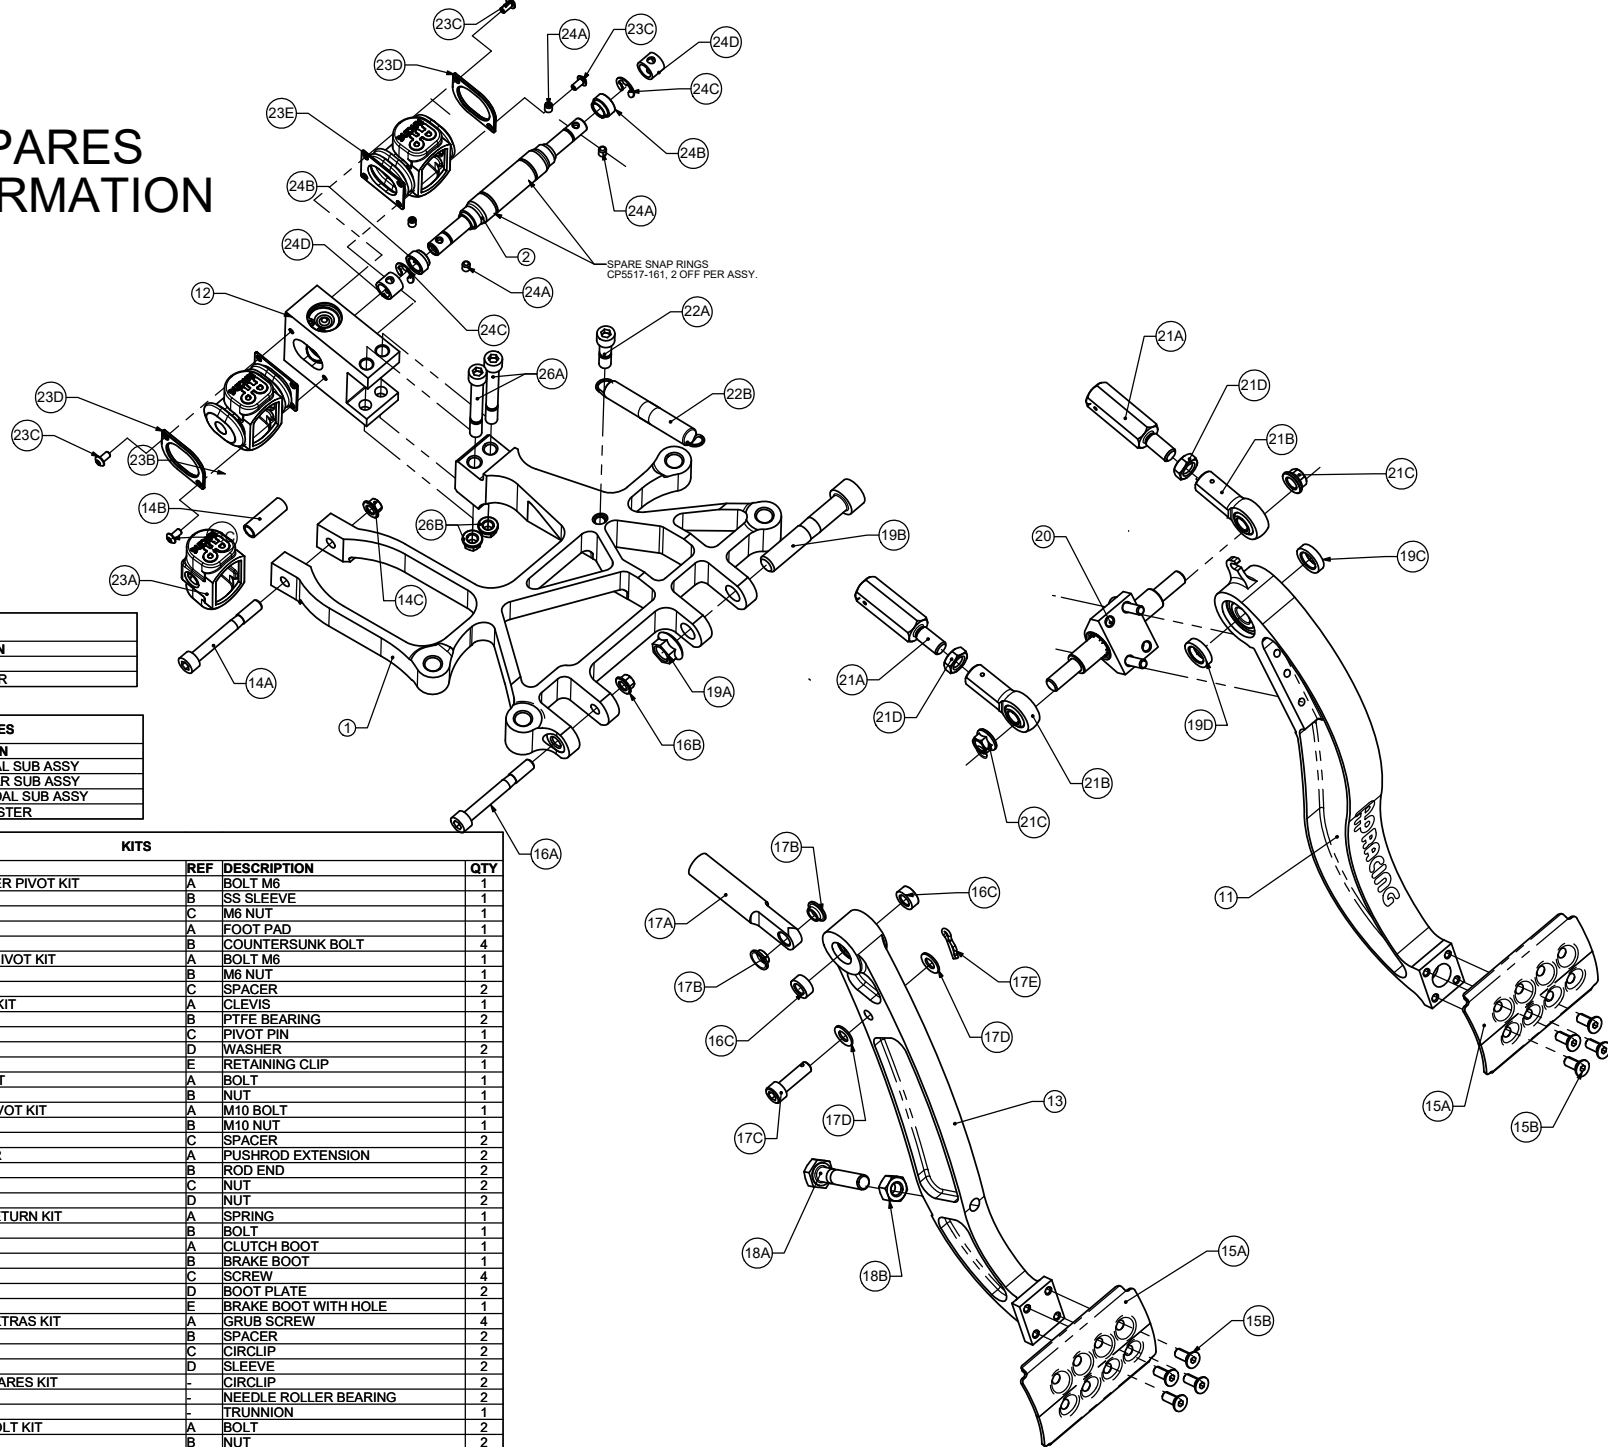 PARES
RMATION
23C
24A
23C
24D
23D
24C
23E
24B
24B
24A
24D
2
SPARE SNAP RINGS
CP5517-161, 2 OFF PER ASSY.
12
24A
24C
22A
26A
22B
23D
23C
23B
14B
26B
19B
23A
14C
14A
19A
1
16B
16A
21A
21D
21B
21C
20
19C
21A
21D
19D
21B
21C
11
AP RACING
17B
16C
17A
17B
17E
16C
17D
17D
17C
13
15A
15B
18A
18B
15A
15B
N
R
ES
N
AL SUB ASSY
R SUB ASSY
DAL SUB ASSY
STER
KITS
REF DESCRIPTION QTY
ER PIVOT KIT A BOLT M6 1
B SS SLEEVE 1
C M6 NUT 1
A FOOT PAD 1
B COUNTERSUNK BOLT 4
IVOT KIT A BOLT M6 1
B M6 NUT 1
C SPACER 2
KIT A CLEVIS 1
B PTFE BEARING 2
C PIVOT PIN 1
D WASHER 2
E RETAINING CLIP 1
T A BOLT 1
B NUT 1
VOT KIT A M10 BOLT 1
B M10 NUT 1
C SPACER 2
R A PUSHROD EXTENSION 2
B ROD END 2
C NUT 2
D NUT 2
ETURN KIT A SPRING 1
B BOLT 1
A CLUTCH BOOT 1
B BRAKE BOOT 1
C SCREW 4
D BOOT PLATE 2
E BRAKE BOOT WITH HOLE 1
TRAS KIT A GRUB SCREW 4
B SPACER 2
C CIRCLIP 2
D SLEEVE 2
ARES KIT - CIRCLIP 2
- NEEDLE ROLLER BEARING 2
- TRUNNION 1
OLT KIT A BOLT 2
B NUT 2